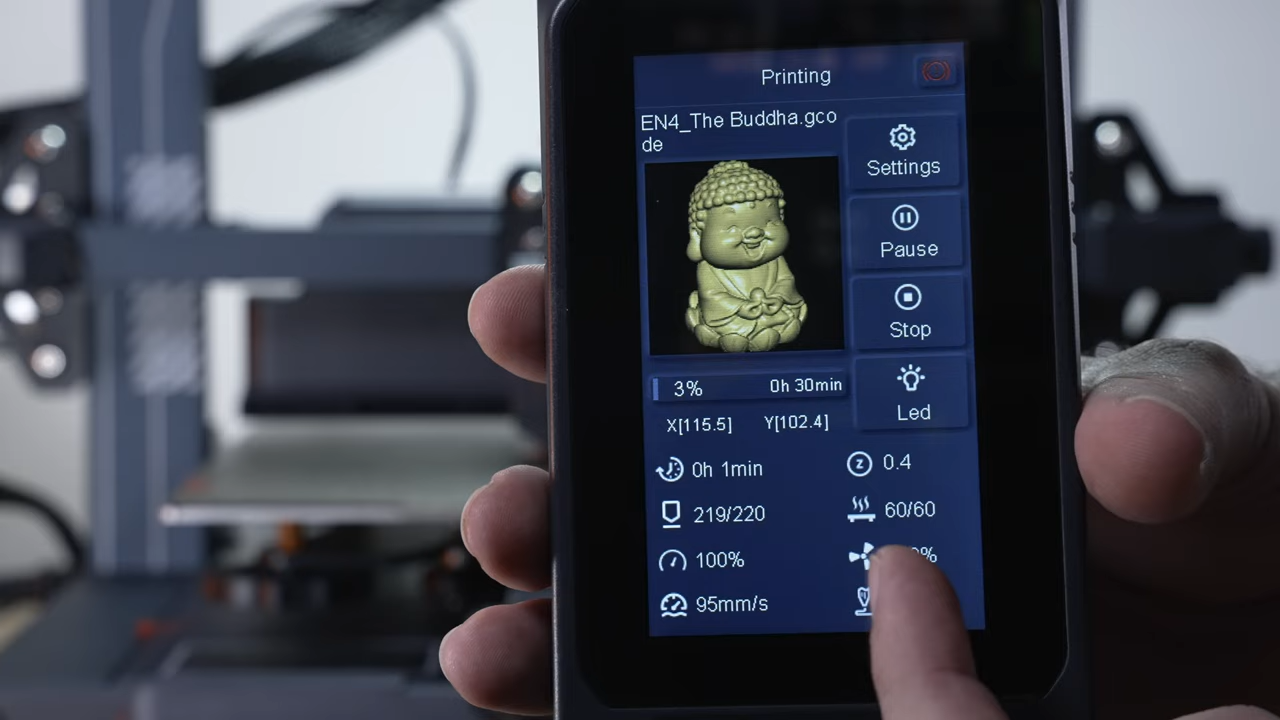 Printing
EN4_The Buddha.gco
de
Settings
Pause
Stop
Led
3% 0h 30min
X[115.5] Y[102.4]
0h 1min 0.4
219/220 60/60
100%
95mm/s